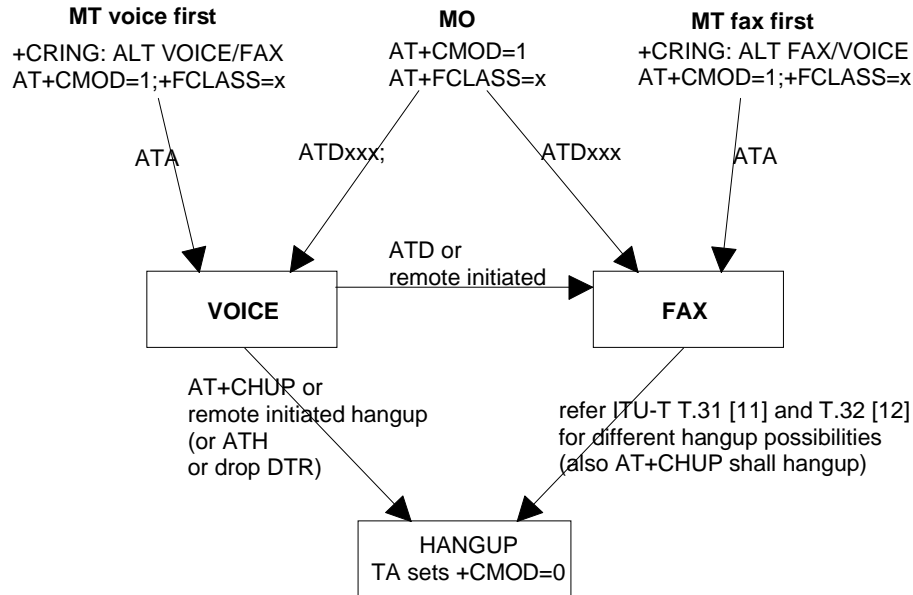 MT voice first
+CRING: ALT VOICE/FAX
AT+CMOD=1;+FCLASS=x
MO
AT+CMOD=1
AT+FCLASS=x
MT fax first
+CRING: ALT FAX/VOICE
AT+CMOD=1;+FCLASS=x
ATA
ATDxxx;
ATDxxx
ATA
ATD or
remote initiated
VOICE
FAX
AT+CHUP or
remote initiated hangup
(or ATH
or drop DTR)
refer ITU-T T.31 [11] and T.32 [12]
for different hangup possibilities
(also AT+CHUP shall hangup)
HANGUP
TA sets +CMOD=0